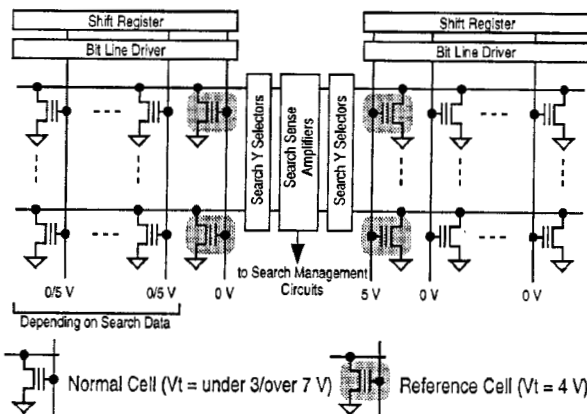 Shift Register
Bit Line Driver
Shift Register
Bit Line Driver
Search Y Selectors
Search Sense
Amplifiers
Search Y Selectors
to Search Management
Circuits
0/5 V
0/5 V
0 V
5 V
0 V
0 V
Depending on Search Data
Normal Cell (Vt = under 3/over 7 V)
Reference Cell (Vt = 4 V)